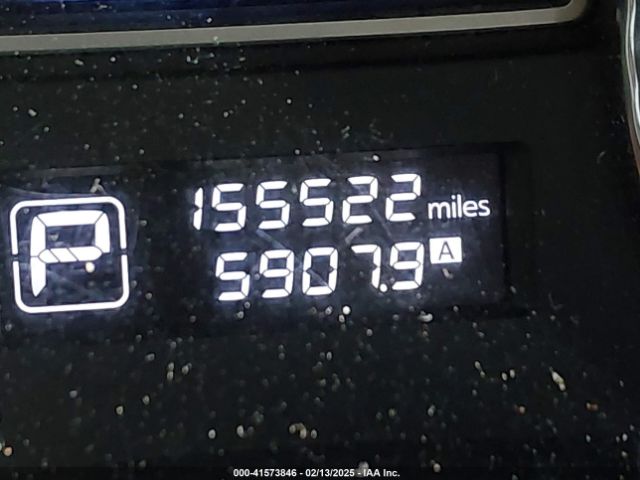 P
155522 miles
5907.9 A
000-41573846 - 02/13/2025 - IAA Inc.